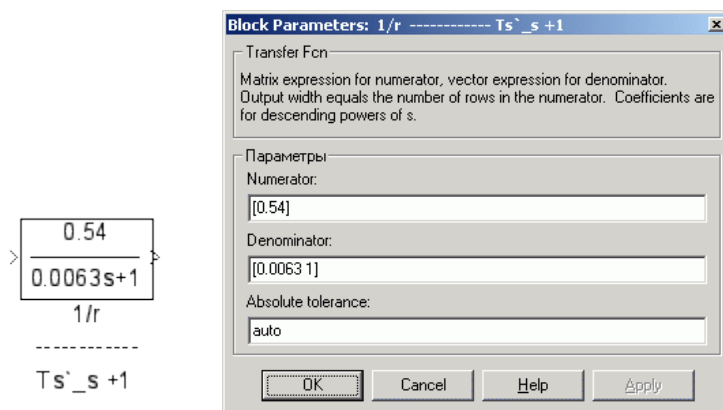 0.54
0.0063s+1
1/r
------------
Ts`_s +1
Block Parameters: 1/r ------------ Ts`_s +1
Transfer Fcn
Matrix expression for numerator, vector expression for denominator.
Output width equals the number of rows in the numerator. Coefficients are
for descending powers of s.
Параметры
Numerator:
[0.54]
Denominator:
[0.0063 1]
Absolute tolerance:
auto
OK Cancel Help Apply